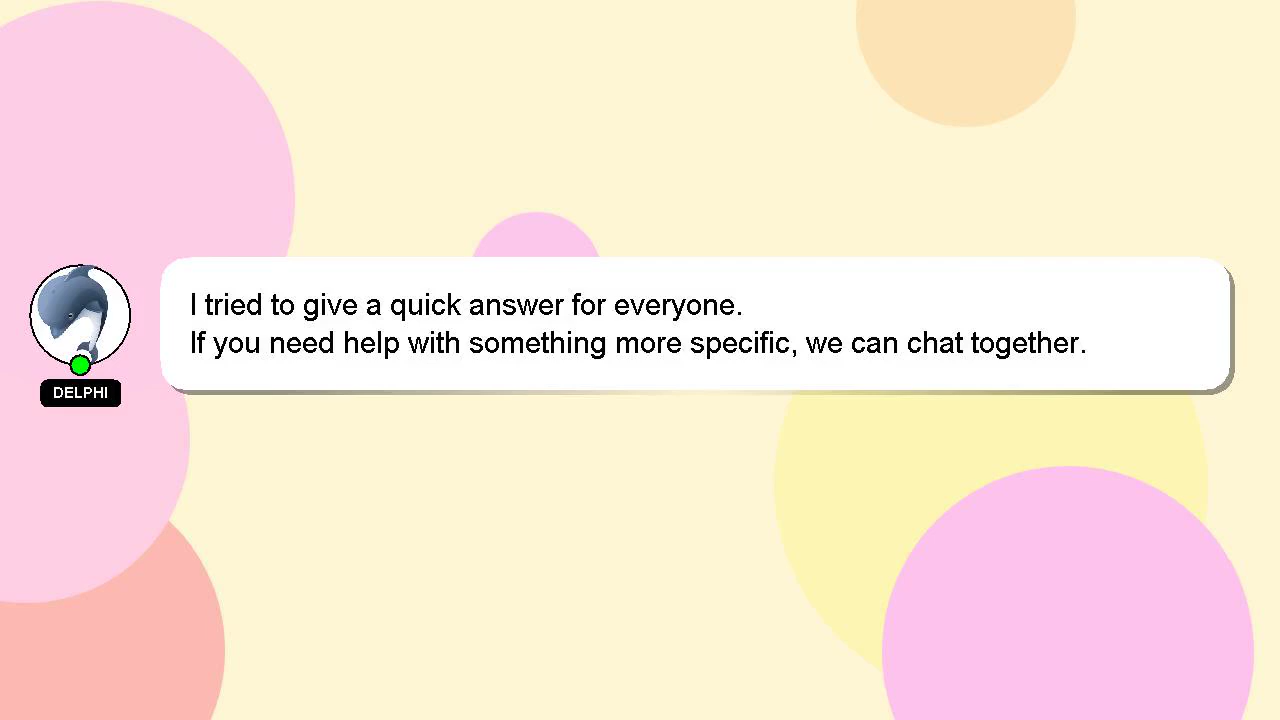 I tried to give a quick answer for everyone.
If you need help with something more specific, we can chat together.
DELPHI